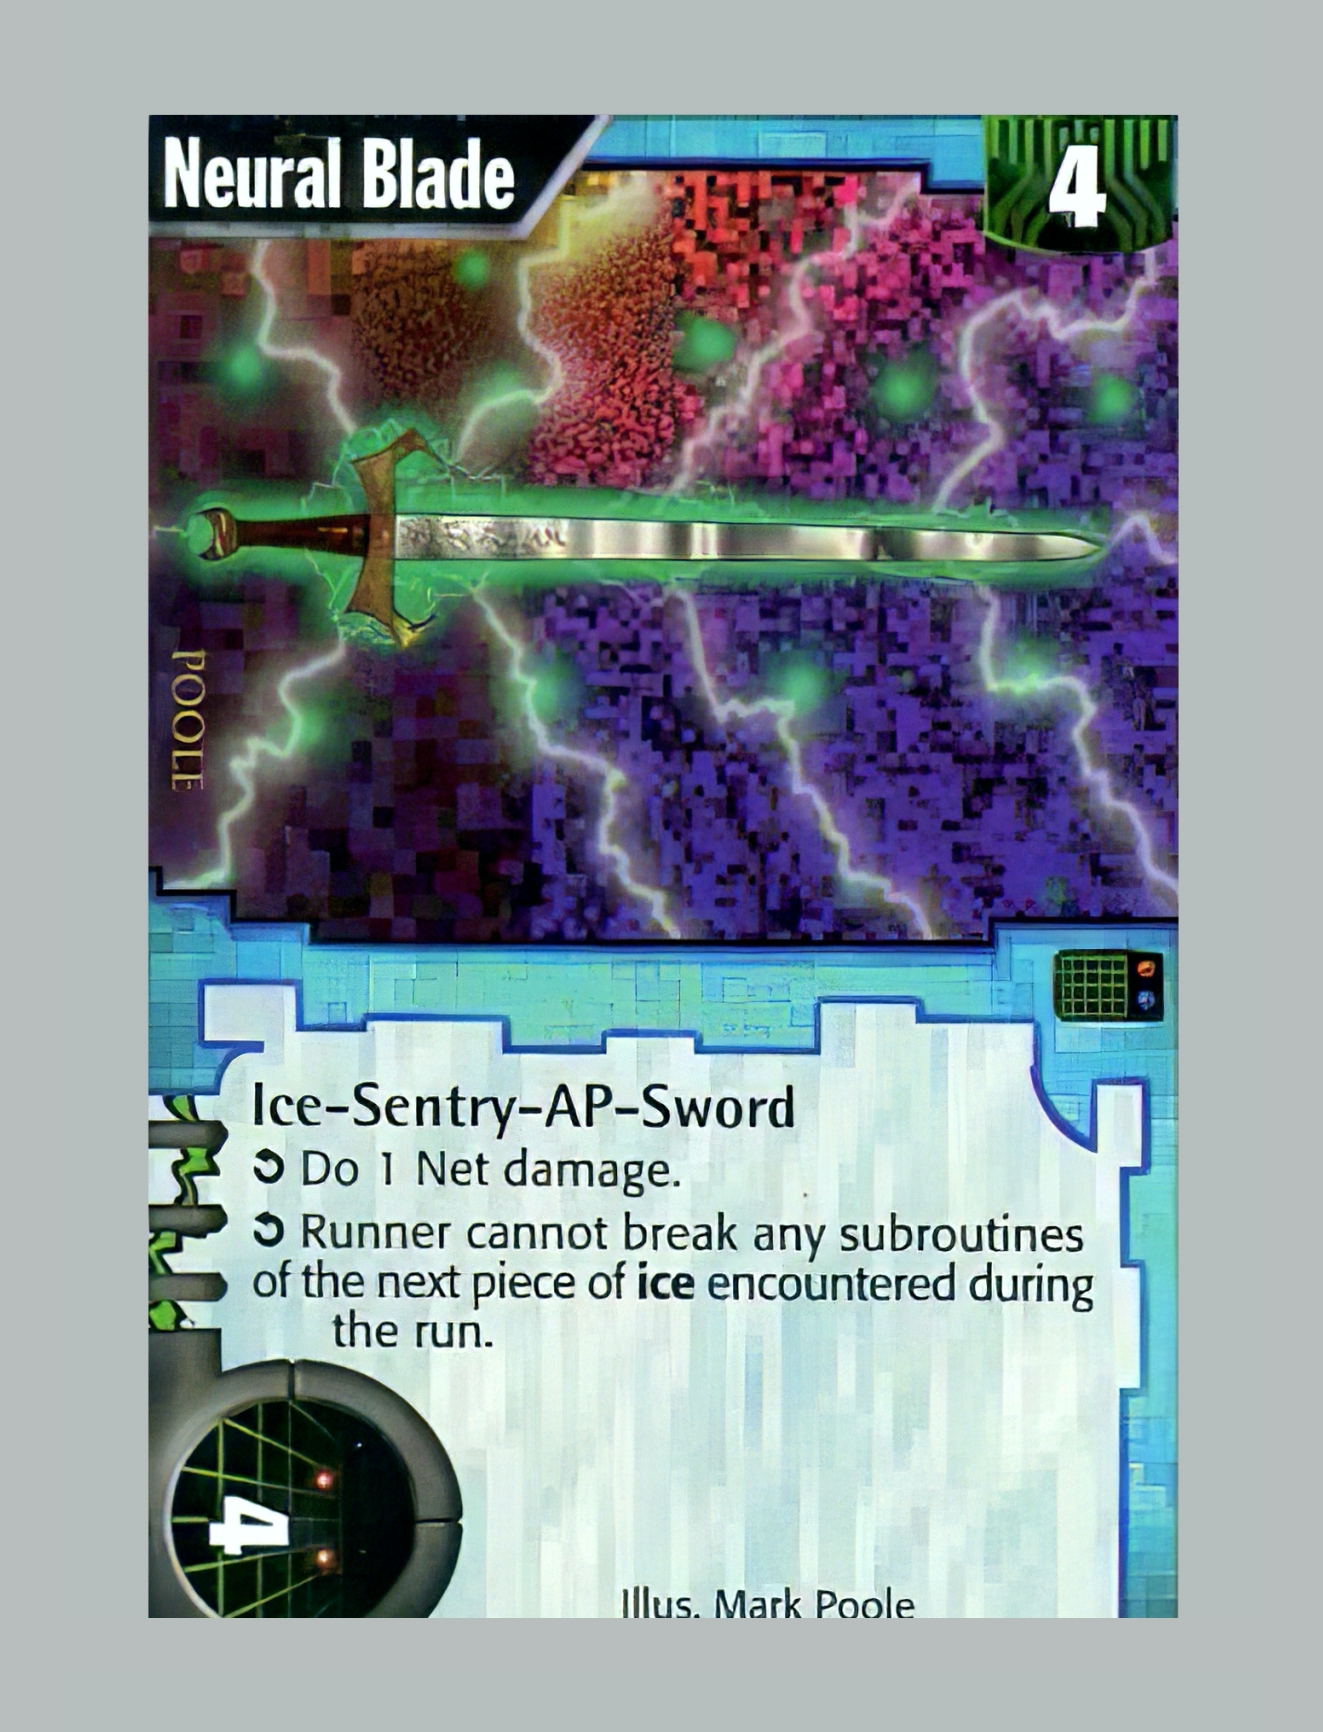 Neural Blade
4
POOLE
Ice-Sentry-AP-Sword
Do 1 Net damage.
Runner cannot break any subroutines
of the next piece of ice encountered during
the run.
4
Illus. Mark Poole